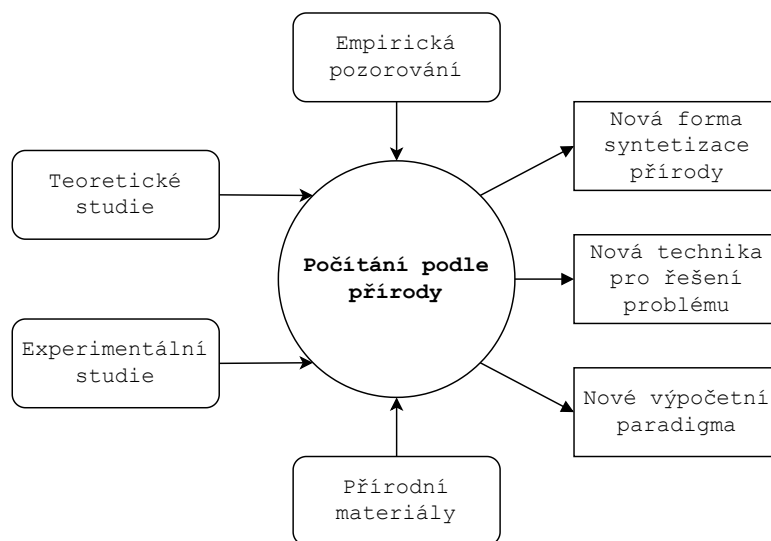 Empirická
pozorování
Nová forma
syntetizace
přírody
Teoretické
studie
Počítání podle
přírody
Nová technika
pro řešení
problému
Experimentální
studie
Nové výpočetní
paradigma
Přírodní
materiály